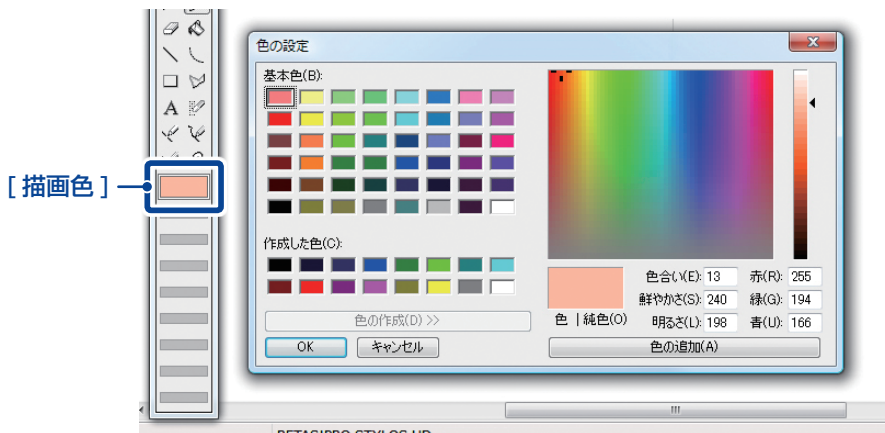 色の設定
基本色(B):
A
[ 描画色 ]
作成した色(C):
色の作成(D) >>
OK
キャンセル
色 | 純色(O)
色合い(E): 13
赤(R): 255
鮮やかさ(S): 240
緑(G): 194
明るさ(L): 198
青(U): 166
色の追加(A)